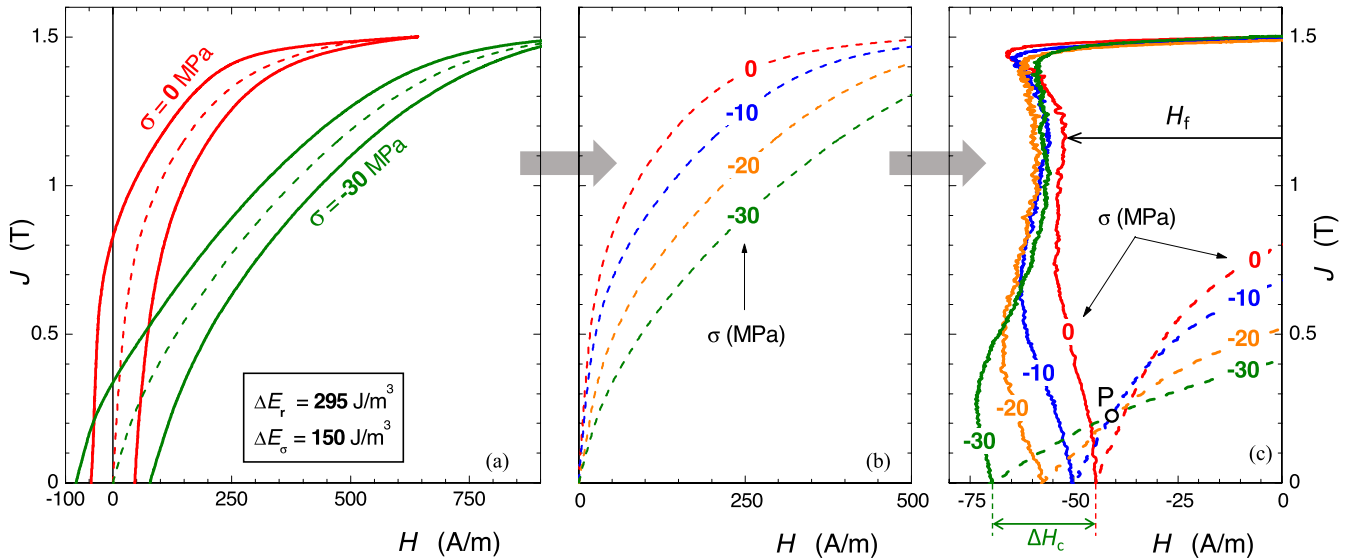 1.5
1
0.5
0
J (T)
σ = 0 MPa
σ = -30 MPa
ΔEr = 295 J/m³
ΔEσ = 150 J/m³
(a)
-100
0
250
500
750
H (A/m)
0
-10
-20
-30
σ (MPa)
(b)
0
250
500
H (A/m)
Hf
σ (MPa)
0
-10
-20
-30
0
-10
-20
-30
P
(c)
1.5
1
0.5
0
J (T)
-75
-50
-25
0
ΔHc
H (A/m)